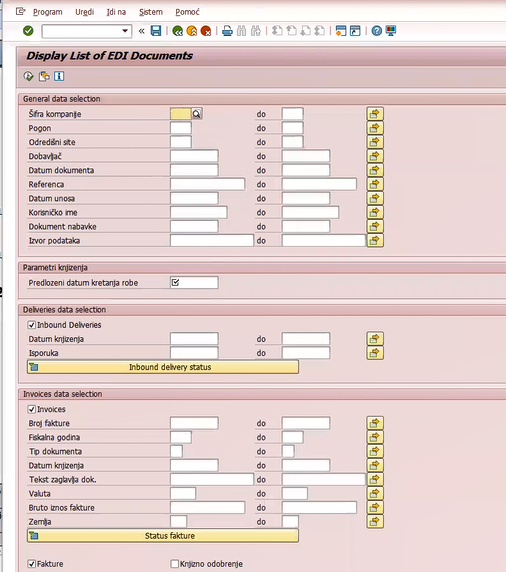 Program Uredi Idi na Sistem Pomoć
Display List of EDI Documents
General data selection
Šifra kompanije do
Pogon do
Odredišni site do
Dobavljač do
Datum dokumenta do
Referenca do
Datum unosa do
Korisničko ime do
Dokument nabavke do
Izvor podataka do
Parametri knjizenja
Predlozeni datum kretanja robe
Deliveries data selection
Inbound Deliveries
Datum knjizenja do
Isporuka do
Inbound delivery status
Invoices data selection
Invoices
Broj fakture do
Fiskalna godina do
Tip dokumenta do
Datum knjizenja do
Tekst zaglavlja dok. do
Valuta do
Bruto iznos fakture do
Zemlja do
Status fakture
Fakture Knjizno odobrenje